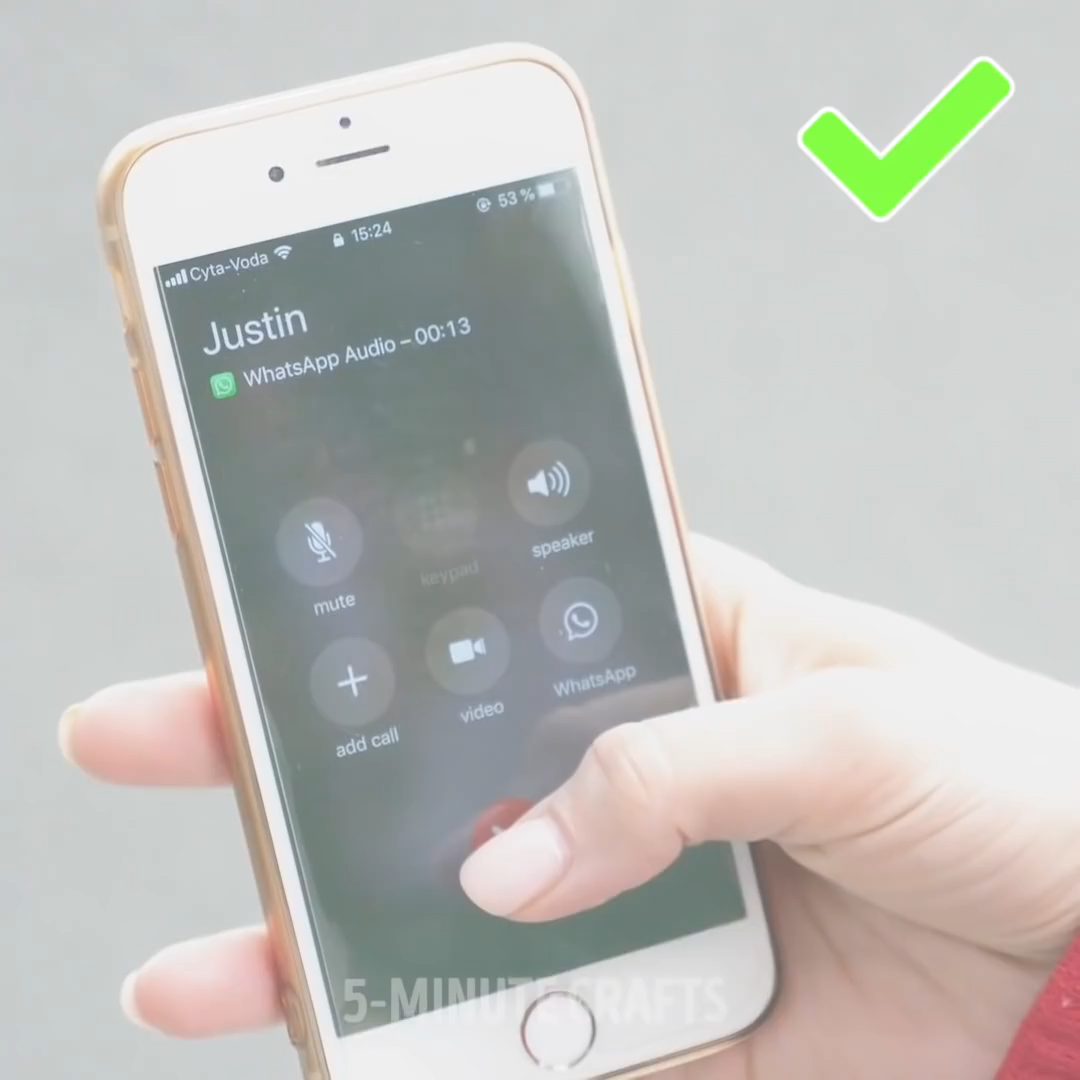 Cyta-Voda 15:24 53 %
Justin
WhatsApp Audio – 00:13
mute keypad speaker
add call video WhatsApp
5-MINUTE CRAFTS